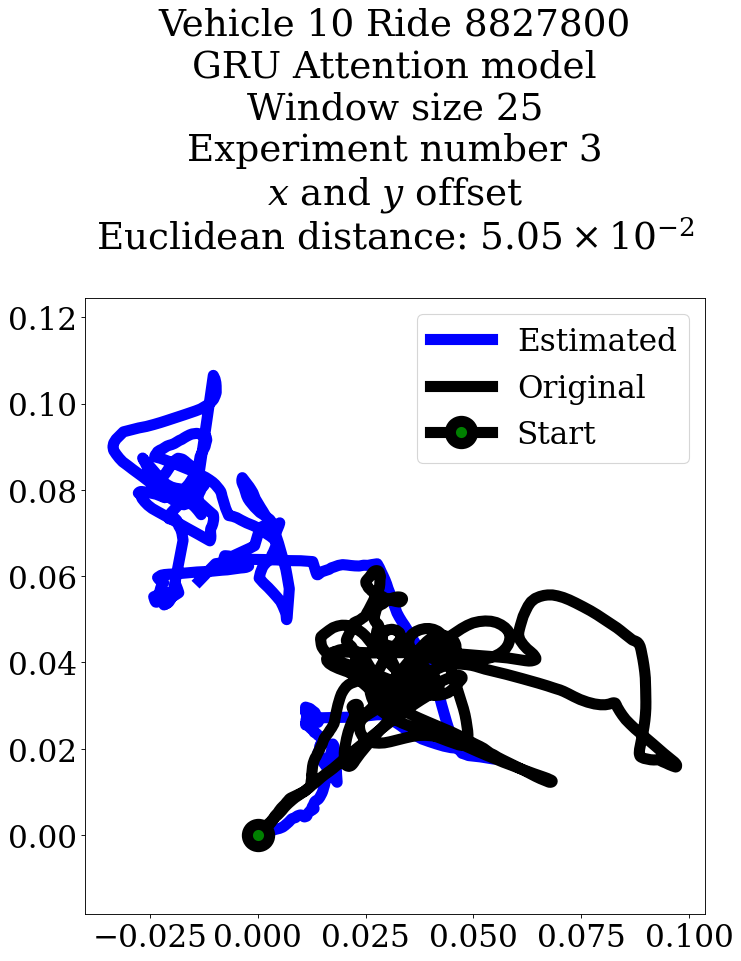 Vehicle 10 Ride 8827800
GRU Attention model
Window size 25
Experiment number 3
x and y offset
Euclidean distance: 5.05 × 10⁻²
Estimated
Original
Start
0.12
0.10
0.08
0.06
0.04
0.02
0.00
−0.025 0.000 0.025 0.050 0.075 0.100